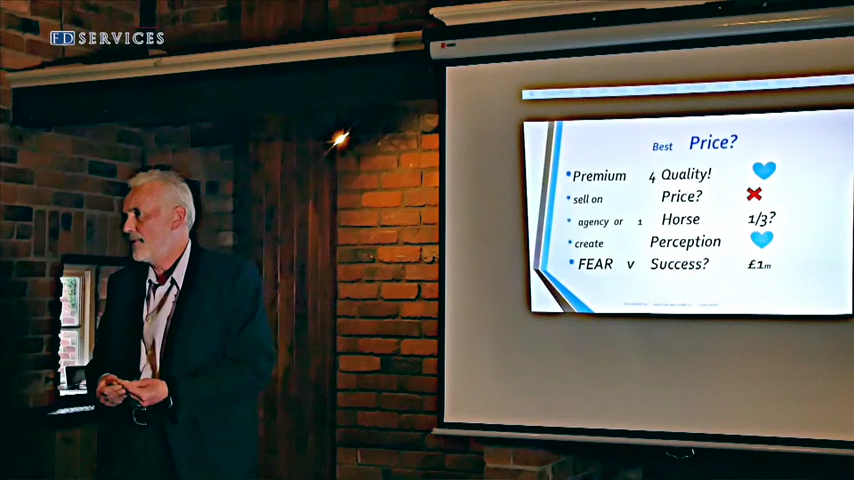 FD SERVICES
Best Price?
•Premium 4 Quality!
•sell on Price?
• agency or 1 Horse 1/3?
•create Perception
•FEAR v Success? £1m